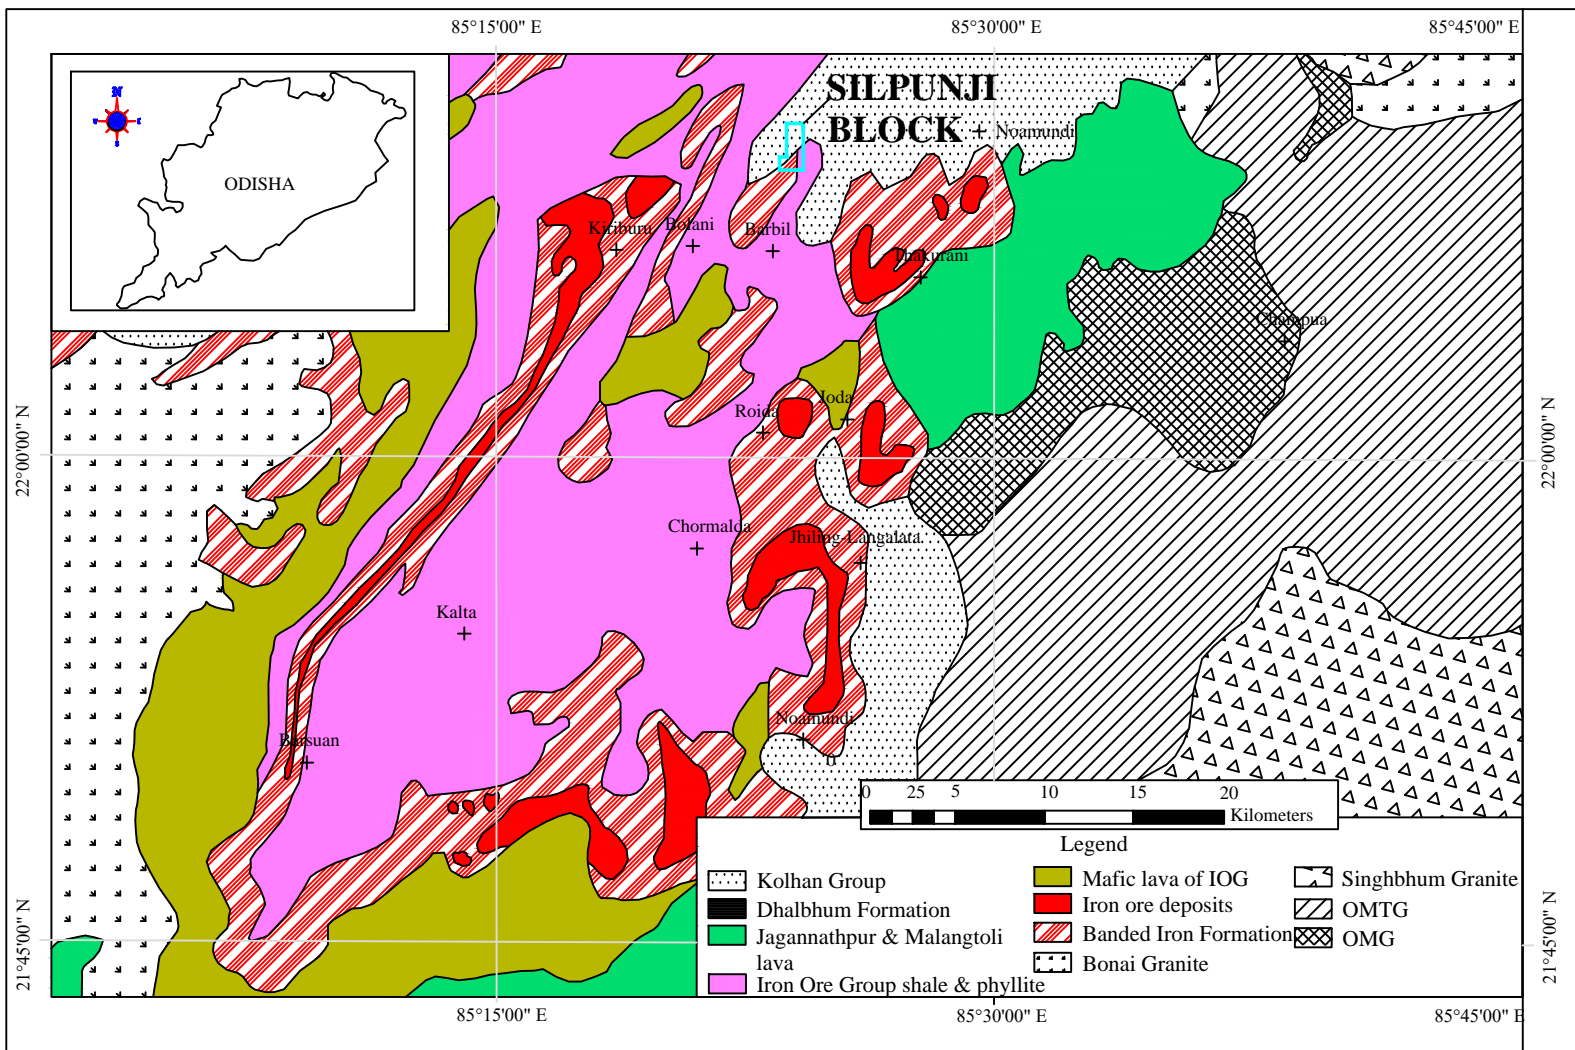 85°15'00" E
85°30'00" E
85°45'00" E
N
ODISHA
SILPUNJI
BLOCK
Noamundi
Kiriburu
Bolani
Barbil
Thakurani
Champua
Roida
Joda
22°00'00" N
22°00'00" N
Chormalda
Jhiling-Langalata
Kalta
Noamundi
Barsuan
0 25 5 10 15 20
Kilometers
Legend
Kolhan Group
Dhalbhum Formation
Jagannathpur & Malangtoli
lava
Iron Ore Group shale & phyllite
Mafic lava of IOG
Iron ore deposits
Banded Iron Formation
Bonai Granite
Singhbhum Granite
OMTG
OMG
21°45'00" N
21°45'00" N
85°15'00" E
85°30'00" E
85°45'00" E